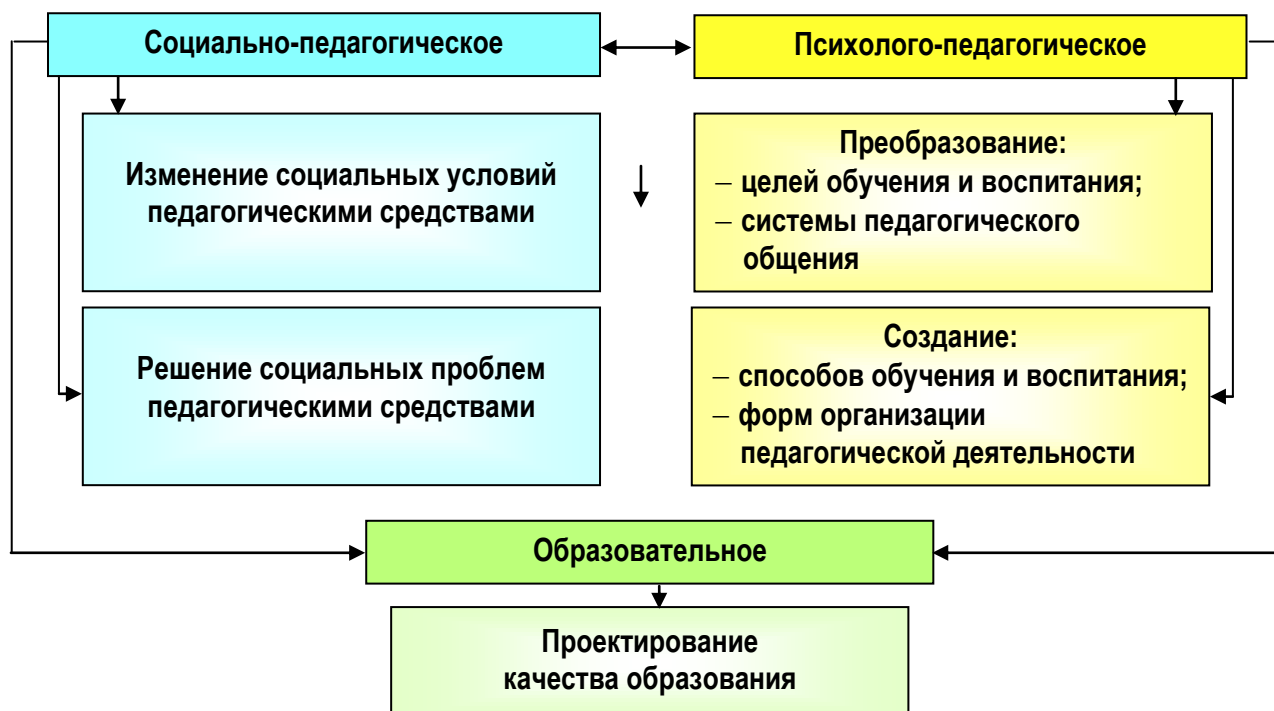 Социально-педагогическое
Психолого-педагогическое
Изменение социальных условий
педагогическими средствами
Преобразование:
– целей обучения и воспитания;
– системы педагогического
общения
Решение социальных проблем
педагогическими средствами
Создание:
– способов обучения и воспитания;
– форм организации
педагогической деятельности
Образовательное
Проектирование
качества образования